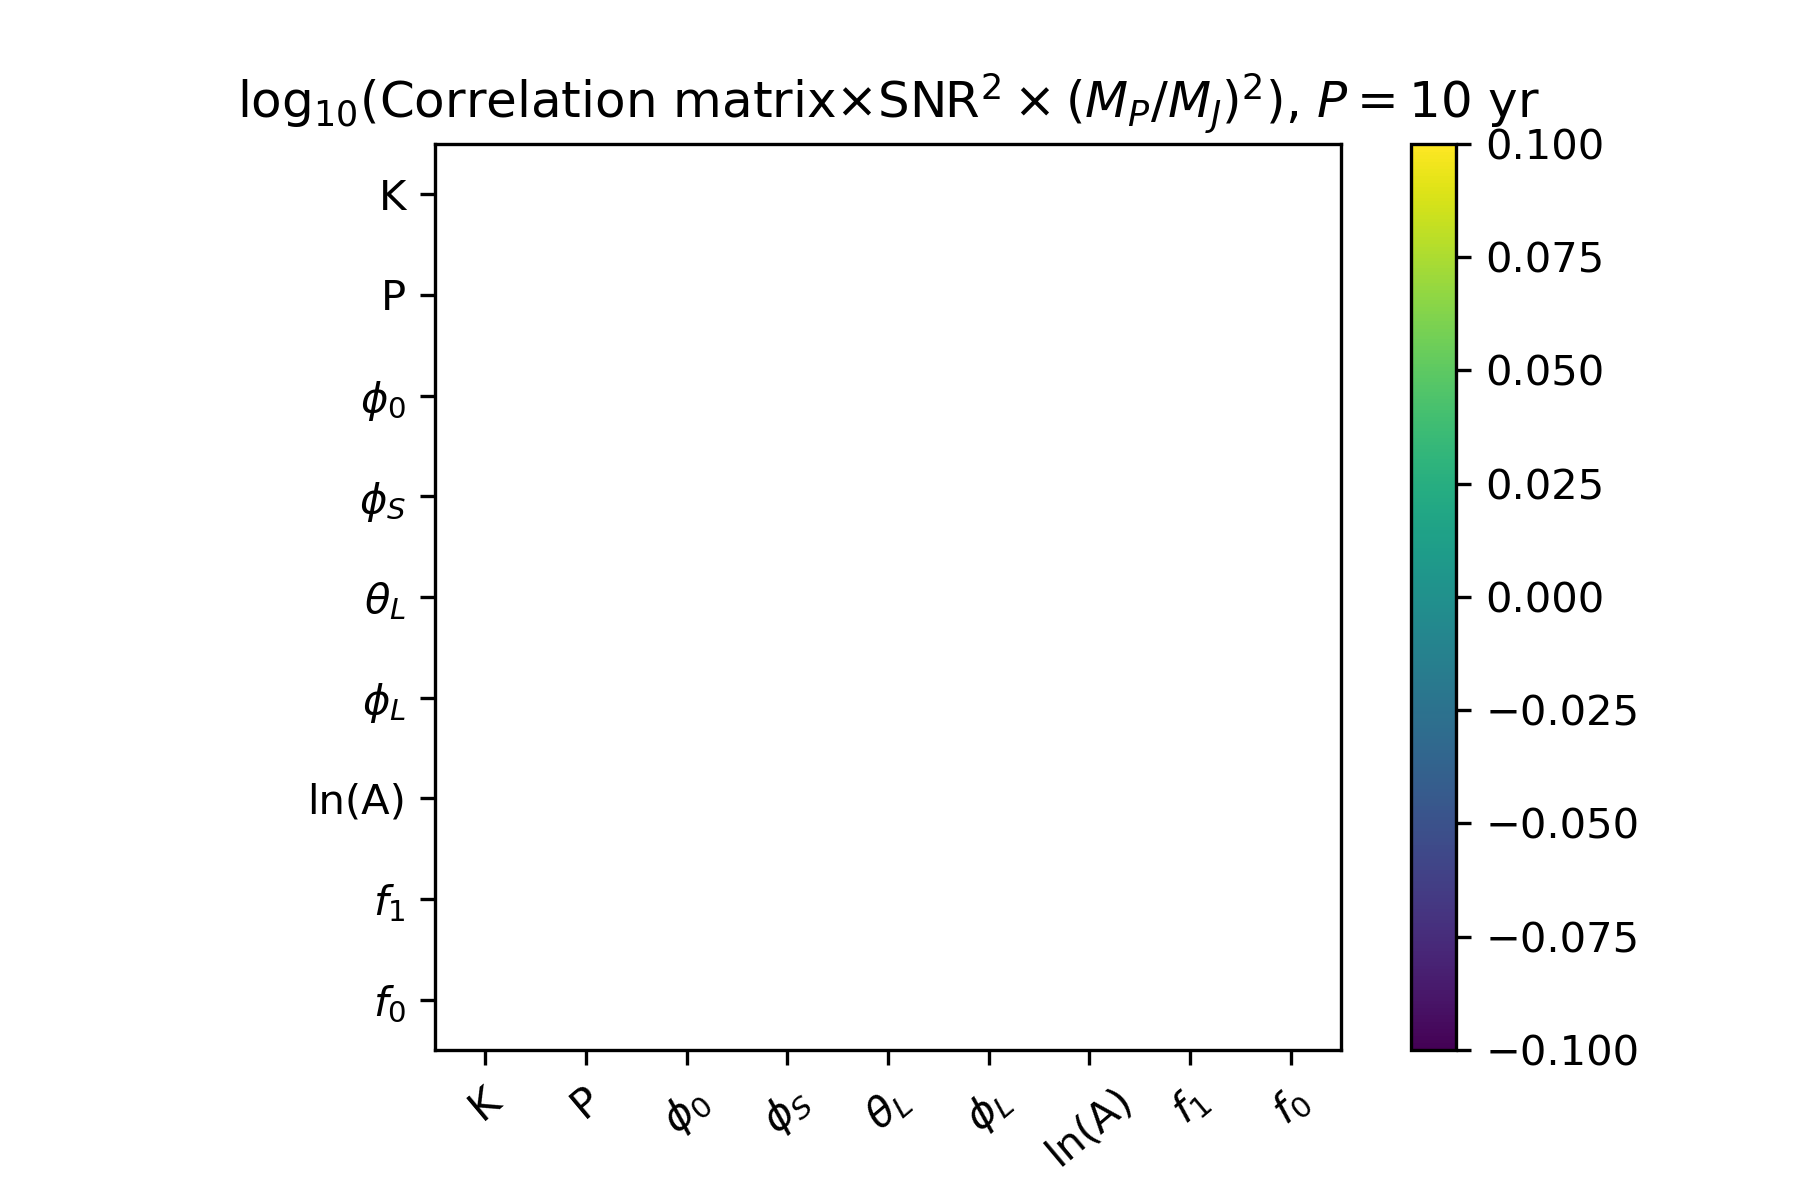 log₁₀(Correlation matrix×SNR² × (M_P/M_J)²), P = 10 yr
K
P
ϕ₀
ϕ_S
θ_L
ϕ_L
ln(A)
f₁
f₀
K
P
ϕ₀
ϕ_S
θ_L
ϕ_L
ln(A)
f₁
f₀
0.100
0.075
0.050
0.025
0.000
−0.025
−0.050
−0.075
−0.100